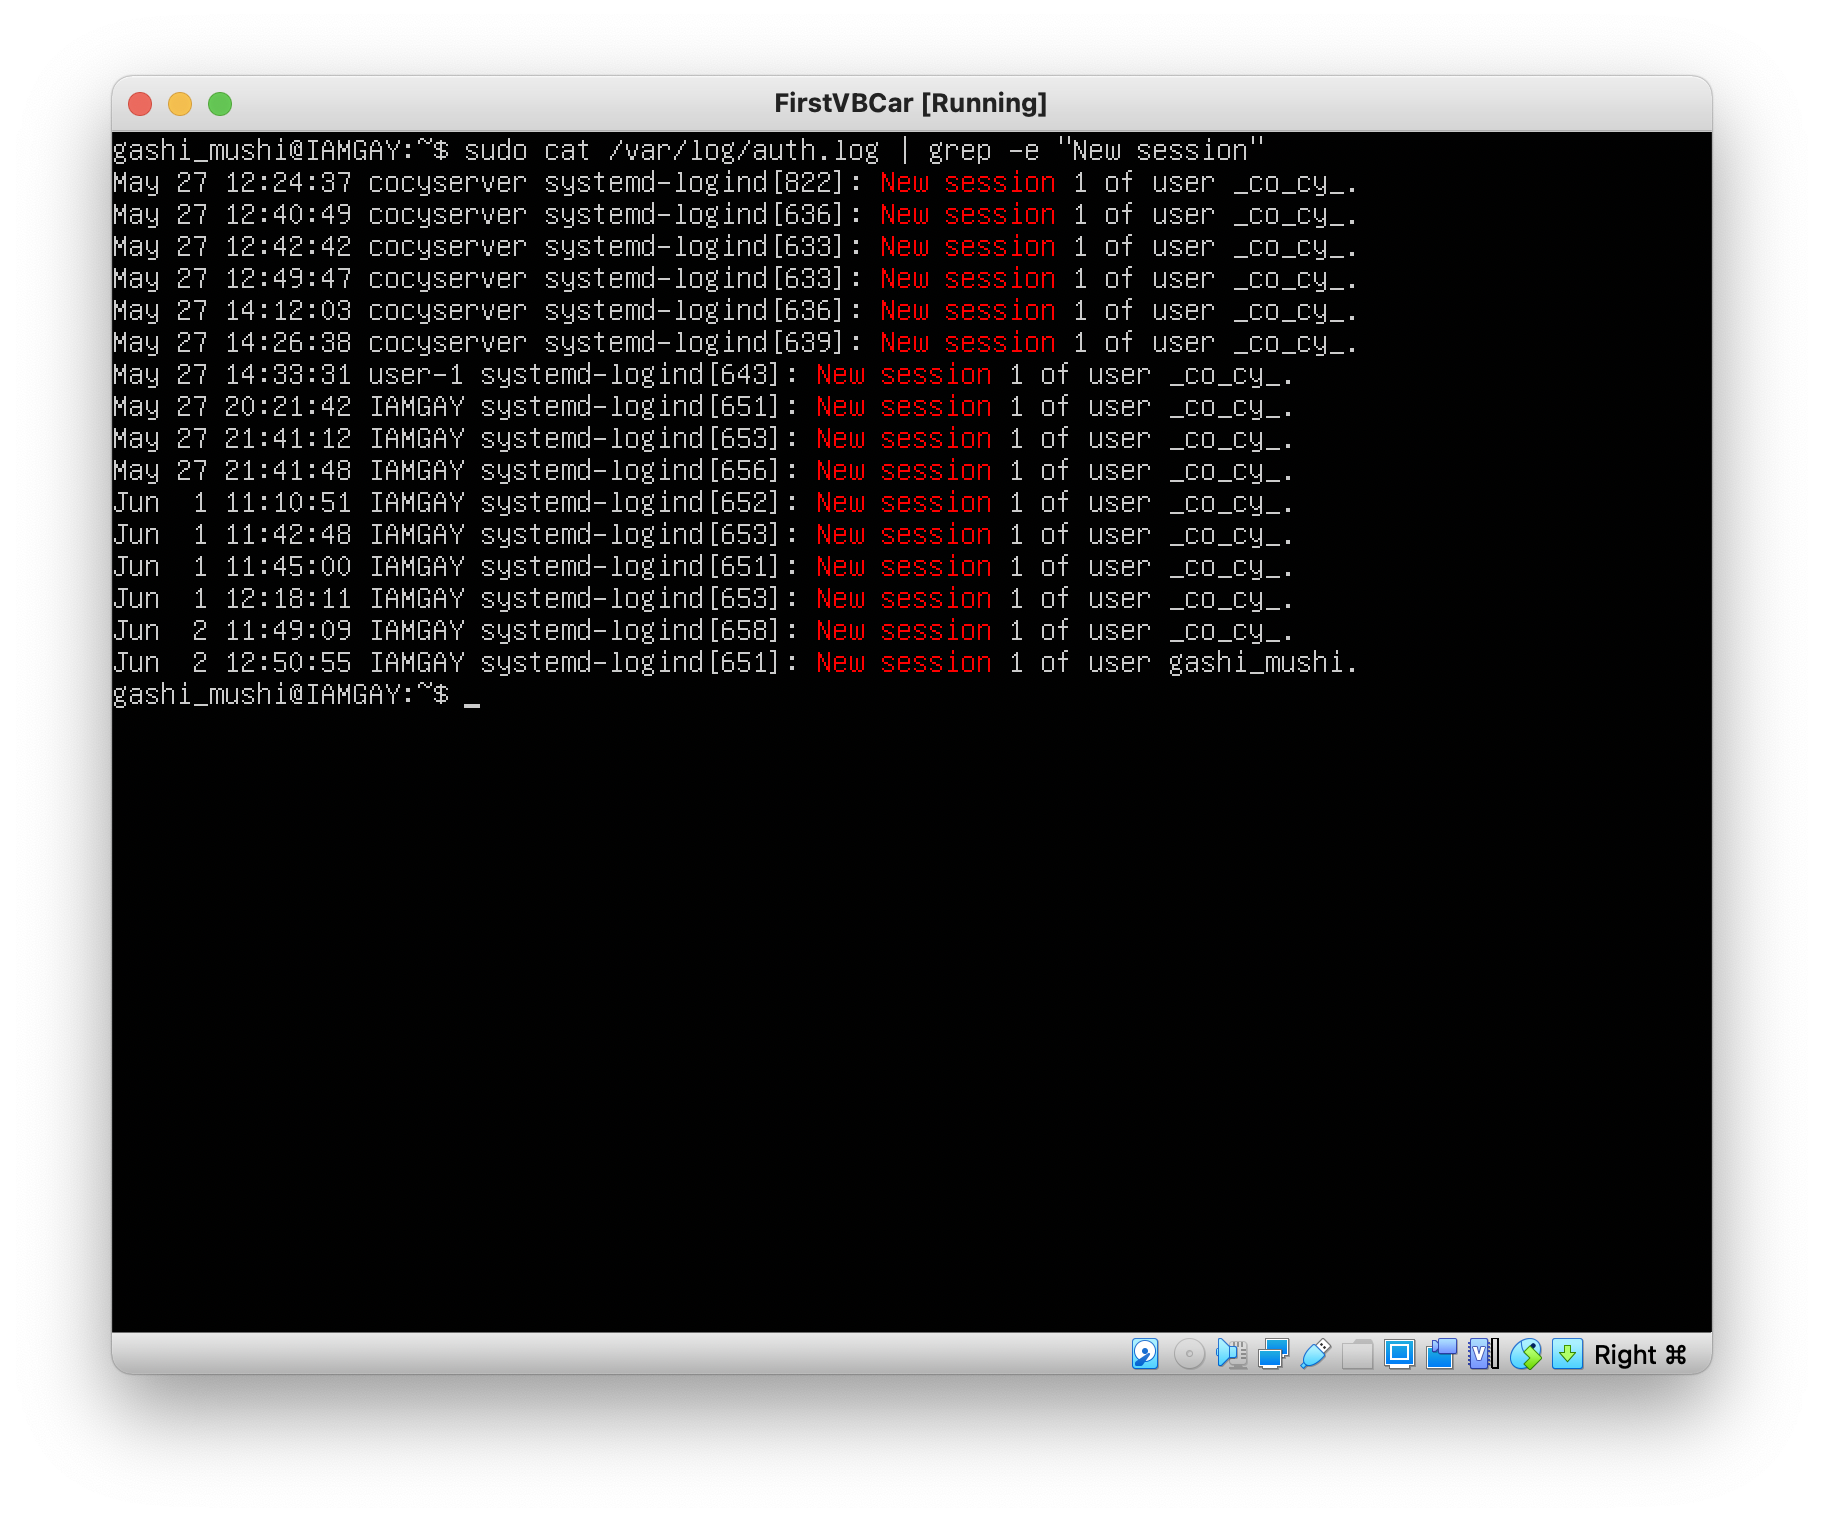 FirstVBCar [Running]
gashi_mushi@IAMGAY:~$ sudo cat /var/log/auth.log | grep -e "New session"
May 27 12:24:37 cocyserver systemd-logind[822]: New session 1 of user _co_cy_.
May 27 12:40:49 cocyserver systemd-logind[636]: New session 1 of user _co_cy_.
May 27 12:42:42 cocyserver systemd-logind[633]: New session 1 of user _co_cy_.
May 27 12:49:47 cocyserver systemd-logind[633]: New session 1 of user _co_cy_.
May 27 14:12:03 cocyserver systemd-logind[636]: New session 1 of user _co_cy_.
May 27 14:26:38 cocyserver systemd-logind[639]: New session 1 of user _co_cy_.
May 27 14:33:31 user-1 systemd-logind[643]: New session 1 of user _co_cy_.
May 27 20:21:42 IAMGAY systemd-logind[651]: New session 1 of user _co_cy_.
May 27 21:41:12 IAMGAY systemd-logind[653]: New session 1 of user _co_cy_.
May 27 21:41:48 IAMGAY systemd-logind[656]: New session 1 of user _co_cy_.
Jun  1 11:10:51 IAMGAY systemd-logind[652]: New session 1 of user _co_cy_.
Jun  1 11:42:48 IAMGAY systemd-logind[653]: New session 1 of user _co_cy_.
Jun  1 11:45:00 IAMGAY systemd-logind[651]: New session 1 of user _co_cy_.
Jun  1 12:18:11 IAMGAY systemd-logind[653]: New session 1 of user _co_cy_.
Jun  2 11:49:09 IAMGAY systemd-logind[658]: New session 1 of user _co_cy_.
Jun  2 12:50:55 IAMGAY systemd-logind[651]: New session 1 of user gashi_mushi.
gashi_mushi@IAMGAY:~$ _
Right ⌘